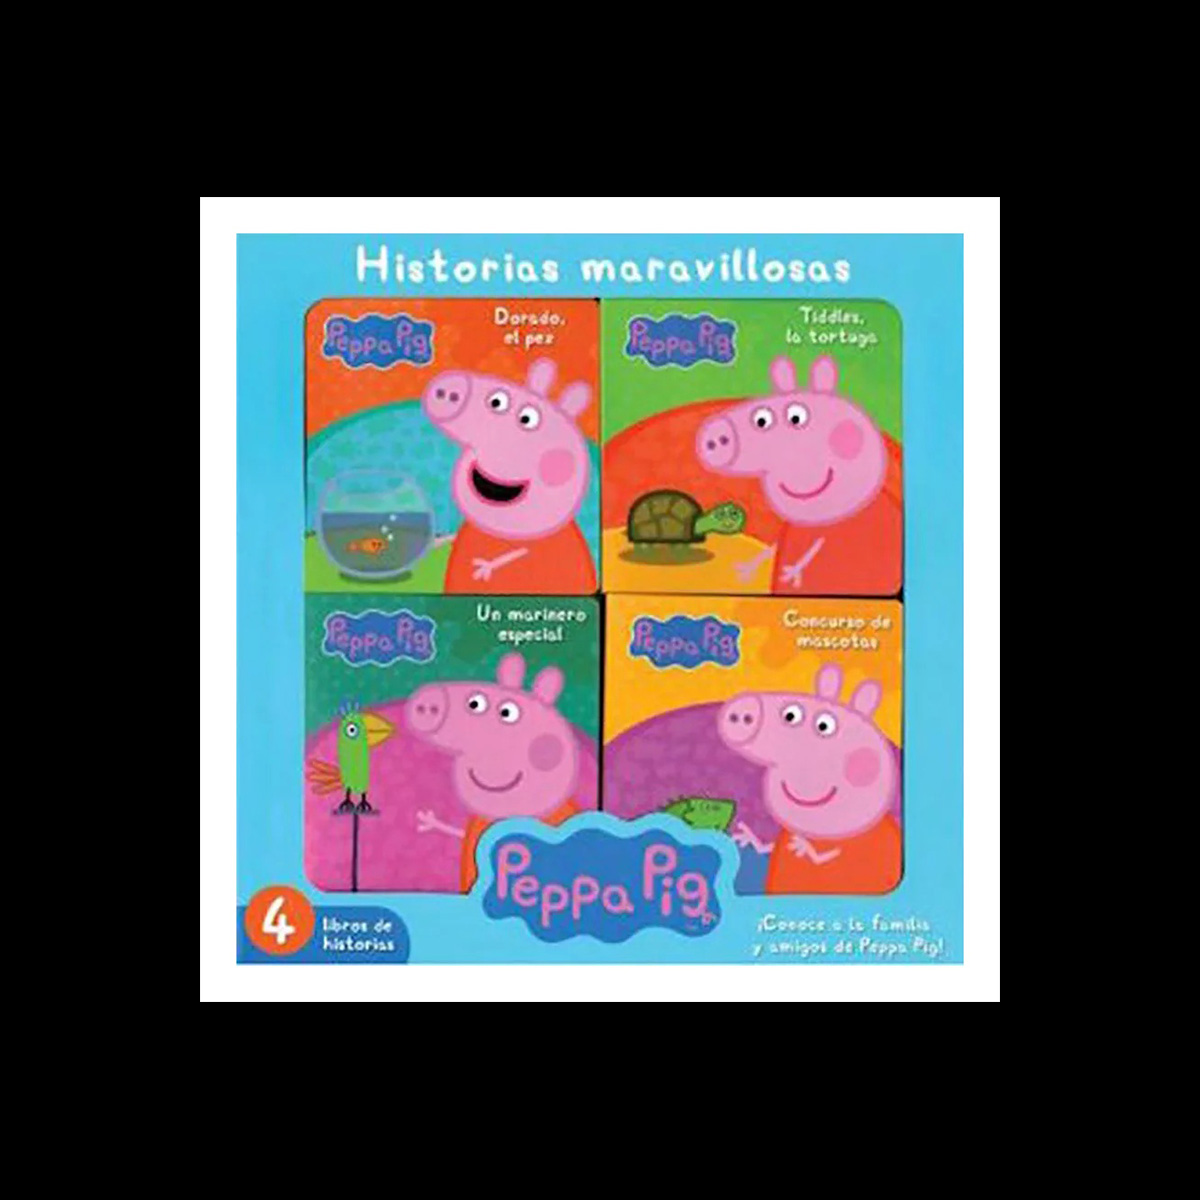 Historias maravillosas
Peppa Pig
Dorado,
el pez
Peppa Pig
Tiddles,
la tortuga
Peppa Pig
Un marinero
especial
Peppa Pig
Concurso de
mascotas
Peppa Pig
4
libros de
historias
¡Conoce a la familia
y amigos de Peppa Pig!